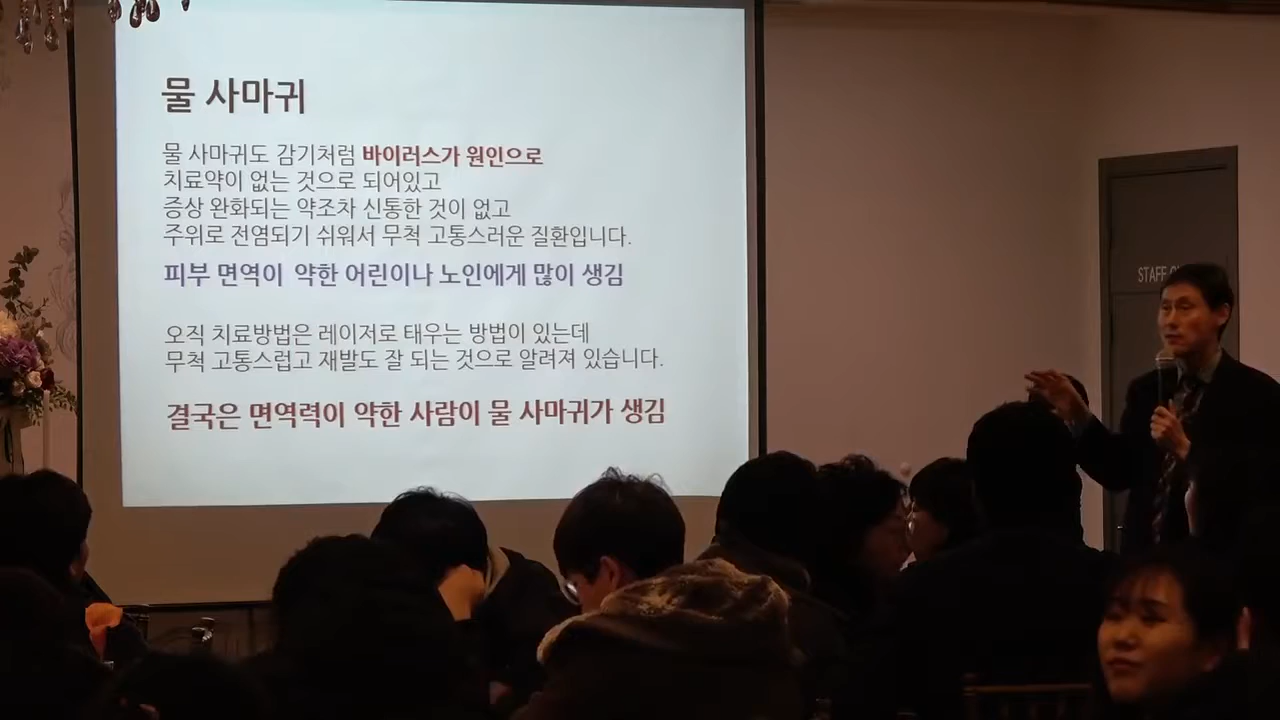 물 사마귀
물 사마귀도 감기처럼 바이러스가 원인으로
치료약이 없는 것으로 되어있고
증상 완화되는 약조차 신통한 것이 없고
주위로 전염되기 쉬워서 무척 고통스러운 질환입니다.
피부 면역이 약한 어린이나 노인에게 많이 생김
오직 치료방법은 레이저로 태우는 방법이 있는데
무척 고통스럽고 재발도 잘 되는 것으로 알려져 있습니다.
결국은 면역력이 약한 사람이 물 사마귀가 생김
STAFF